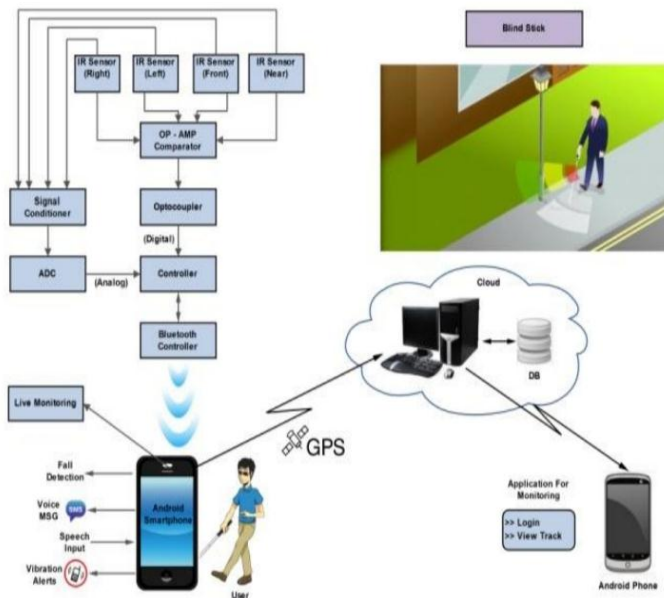 Blind Stick
IR Sensor
(Right)
IR Sensor
(Left)
IR Sensor
(Front)
IR Sensor
(Near)
OP - AMP
Comparator
Signal
Conditioner
Optocoupler
(Digital)
ADC
(Analog)
Controller
Bluetooth
Controller
Cloud
DB
Live Monitoring
GPS
Fall
Detection
Voice
MSG
SMS
Speech
Input
Vibration
Alerts
Android
Smartphone
User
Application For
Monitoring
>> Login
>> View Track
Android Phone